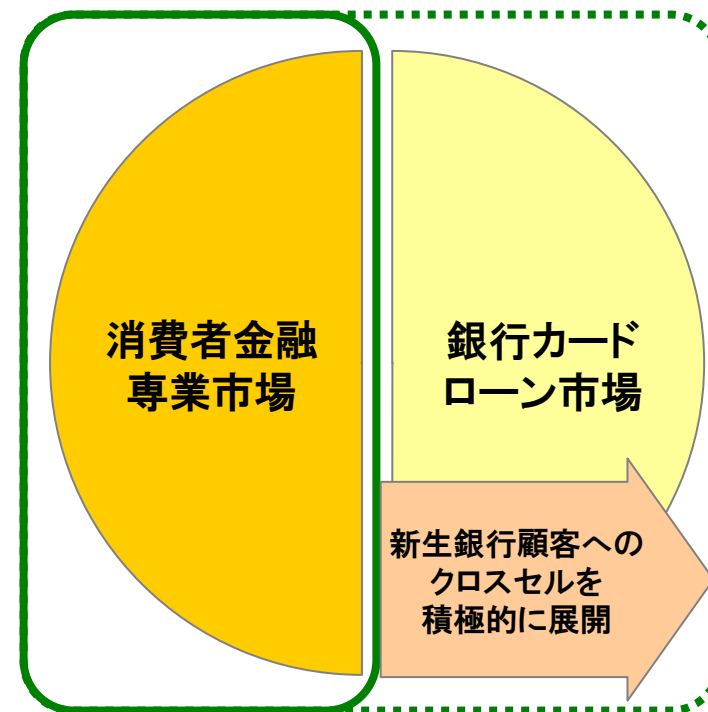 消費者金融
専業市場
銀行カード
ローン市場
新生銀行顧客への
クロスセルを
積極的に展開